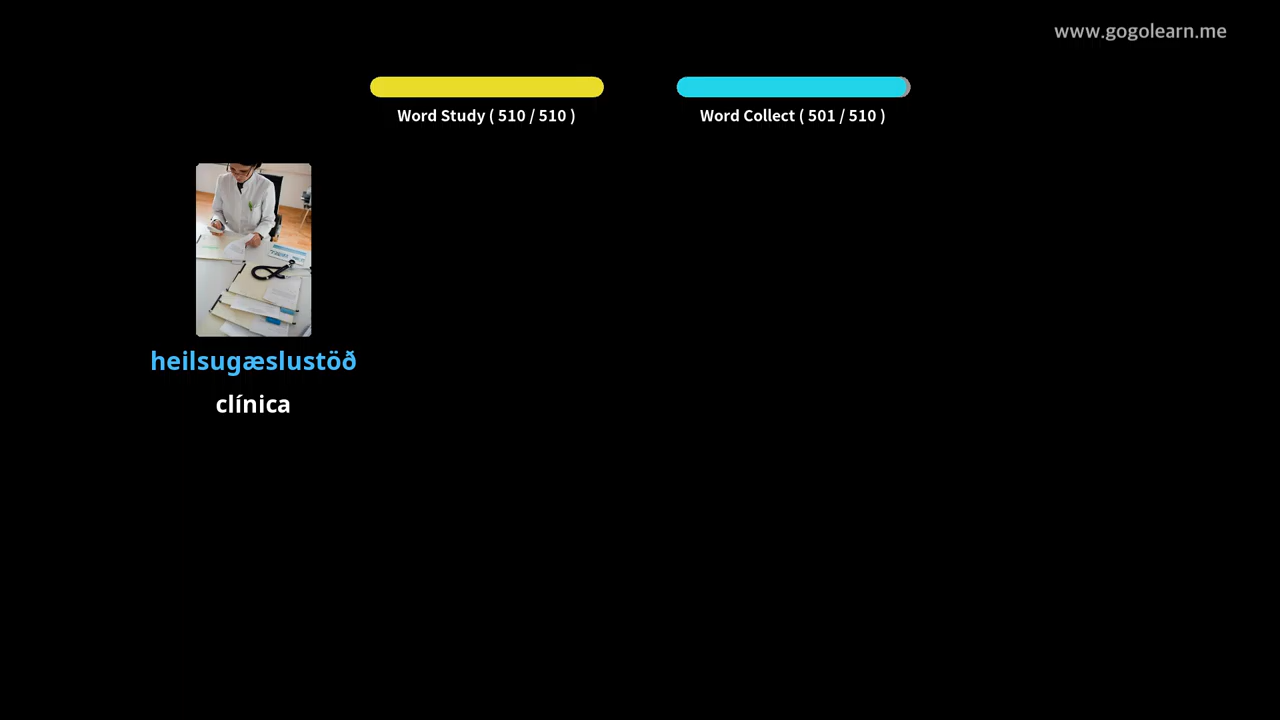 www.gogolearn.me
Word Study ( 510 / 510 )
Word Collect ( 501 / 510 )
heilsugæslustöð
clínica